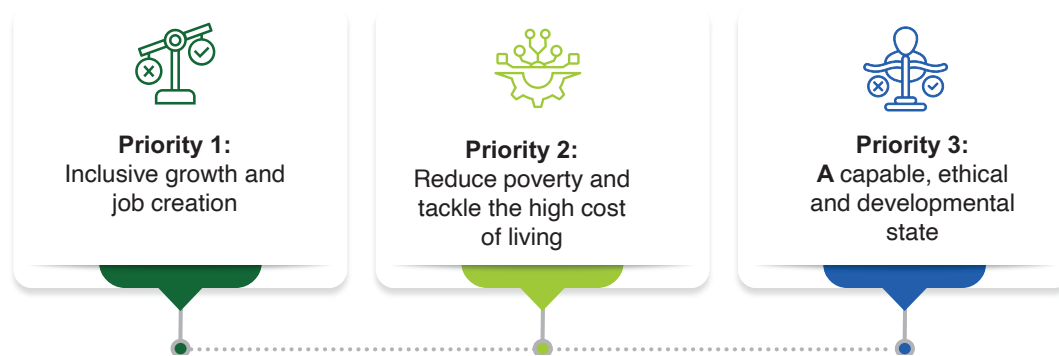 Priority 1:
Inclusive growth and
job creation
Priority 2:
Reduce poverty and
tackle the high cost
of living
Priority 3:
A capable, ethical
and developmental
state